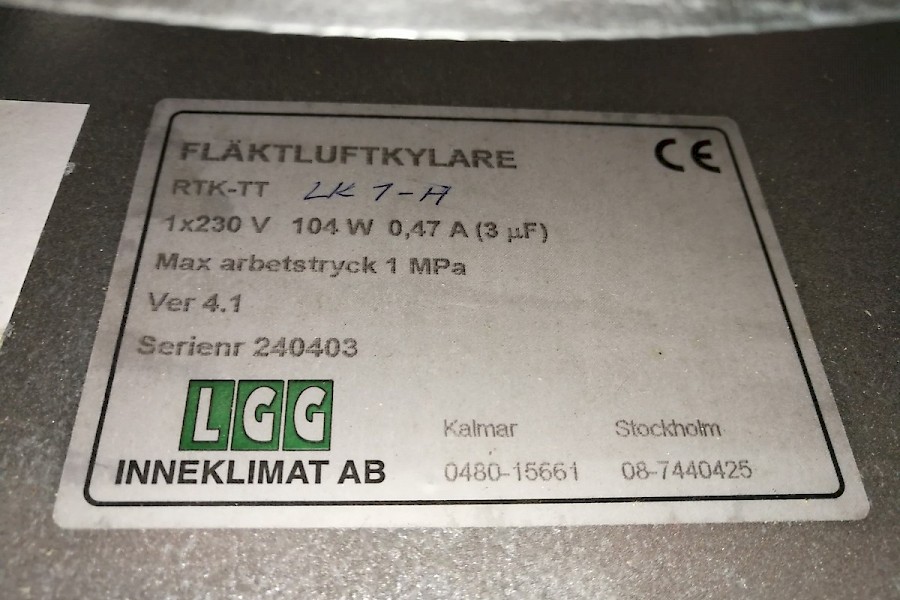 FLÄKTLUFTKYLARE CE
RTK-TT LK 1-A
1x230 V 104 W 0,47 A (3 µF)
Max arbetstryck 1 MPa
Ver 4.1
Serienr 240403
LGG
INNEKLIMAT AB
Kalmar Stockholm
0480-15661 08-7440425